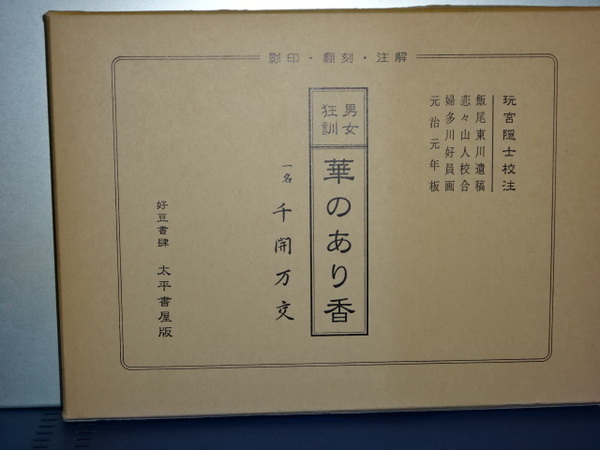 影印・翻刻・注解
玩宮隠士校注
飯尾東川遺稿
恋々山人校合
婦多川好員画
元治元年板
男女
狂訓
華のあり香
一名
千開万交
好豆書肆 太平書屋版